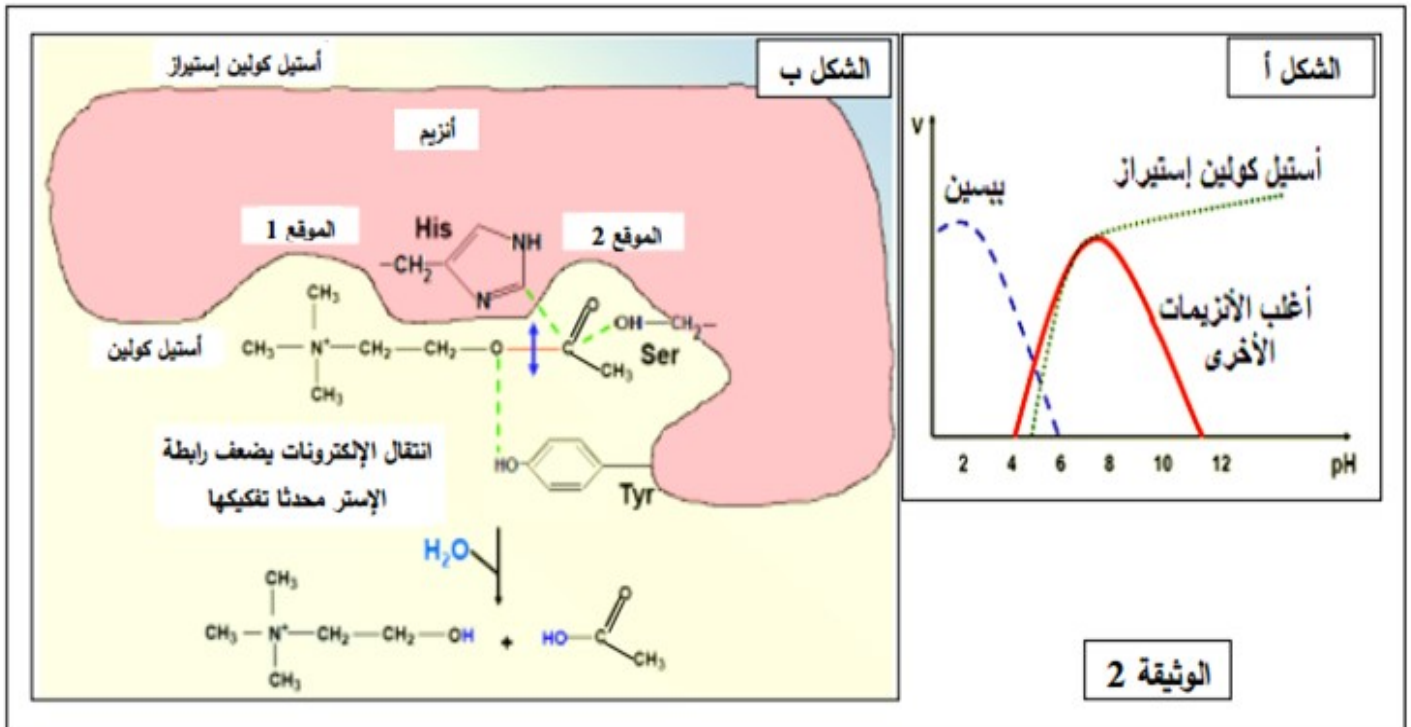 الشكل أ
V
ببسين
أستيل كولين إستيراز
أغلب الأنزيمات
الأخرى
2 4 6 8 10 12 pH
الشكل ب
أستيل كولين إستيراز
أنزيم
الموقع 1
الموقع 2
His
NH
N
–CH₂
CH₃
CH₃—N⁺—CH₂—CH₂—O—C
CH₃
O
CH₃
OH—CH₂–
Ser
أستيل كولين
HO
Tyr
انتقال الإلكترونات يضعف رابطة
الإستر محدثا تفكيكها
H₂O
CH₃
CH₃—N⁺—CH₂—CH₂—OH + HO—C
CH₃
O
CH₃
الوثيقة 2